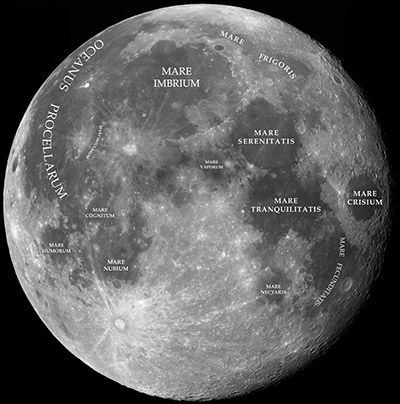 MARE FRIGORIS
OCEANUS PROCELLARUM
MARE
IMBRIUM
MARE
SERENITATIS
MARE
VAPORUM
MARE
CRISIUM
MARE
TRANQUILITATIS
MARE
COGNITUM
MARE
HUMORUM
MARE
NUBIUM
MARE FECUNDITATIS
MARE
NECTARIS